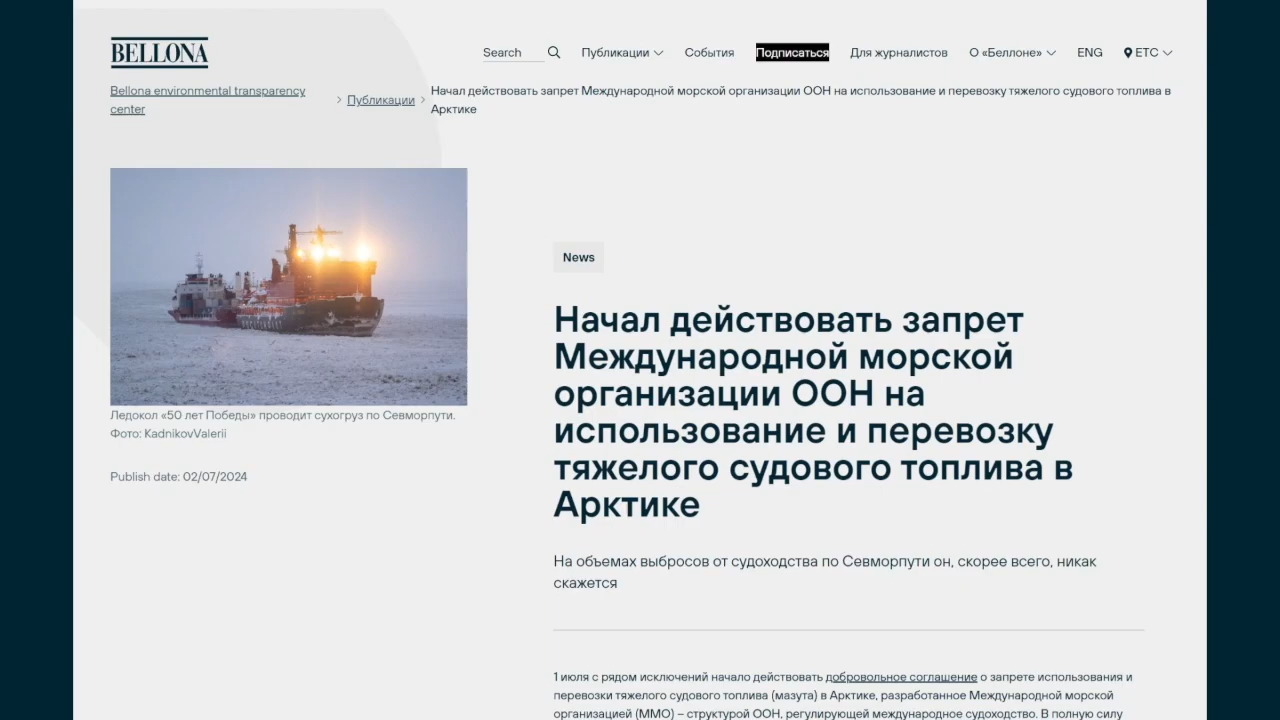 BELLONA
Search
Публикации
События
Подписаться
Для журналистов
О «Беллоне»
ENG
ETC
Bellona environmental transparency
center
Публикации
Начал действовать запрет Международной морской организации ООН на использование и перевозку тяжелого судового топлива в
Арктике
Ледокол «50 лет Победы» проводит сухогруз по Севморпути.
Фото: KadnikovValerii
Publish date: 02/07/2024
News
Начал действовать запрет
Международной морской
организации ООН на
использование и перевозку
тяжелого судового топлива в
Арктике
На объемах выбросов от судоходства по Севморпути он, скорее всего, никак
скажется
1 июля с рядом исключений начало действовать добровольное соглашение о запрете использования и
перевозки тяжелого судового топлива (мазута) в Арктике, разработанное Международной морской
организацией (ММО) – структурой ООН, регулирующей международное судоходство. В полную силу